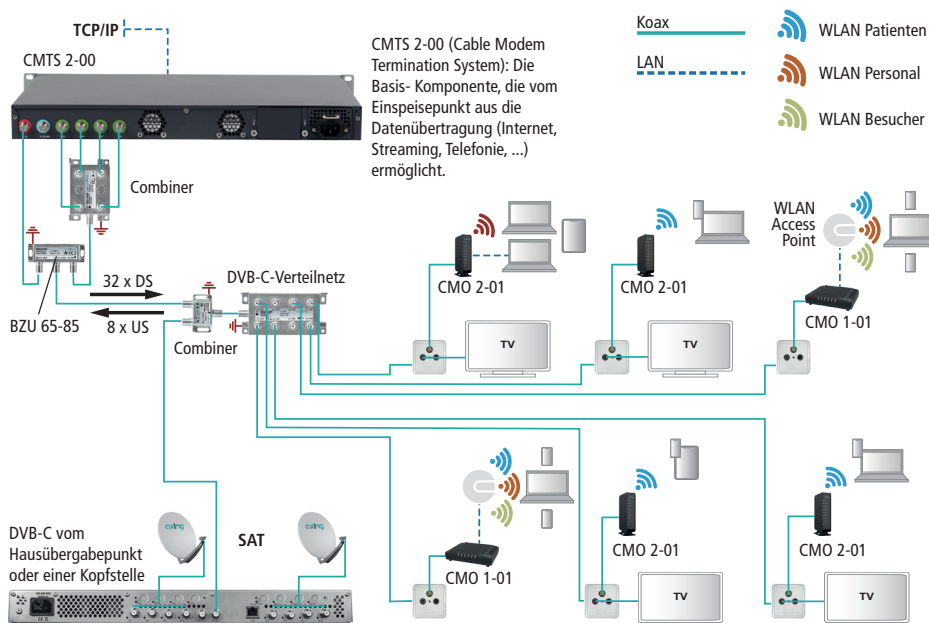 TCP/IP
CMTS 2-00
CMTS 2-00 (Cable Modem
Termination System): Die
Basis- Komponente, die vom
Einspeisepunkt aus die
Datenübertragung (Internet,
Streaming, Telefonie, ...)
ermöglicht.
Koax
LAN
WLAN Patienten
WLAN Personal
WLAN Besucher
Combiner
BZU 65-85
32 x DS
8 x US
Combiner
DVB-C-Verteilnetz
CMO 2-01
TV
CMO 2-01
TV
WLAN
Access
Point
CMO 1-01
DVB-C vom
Hausübergabepunkt
oder einer Kopfstelle
axing
SAT
axing
CMO 1-01
CMO 2-01
TV
CMO 2-01
TV